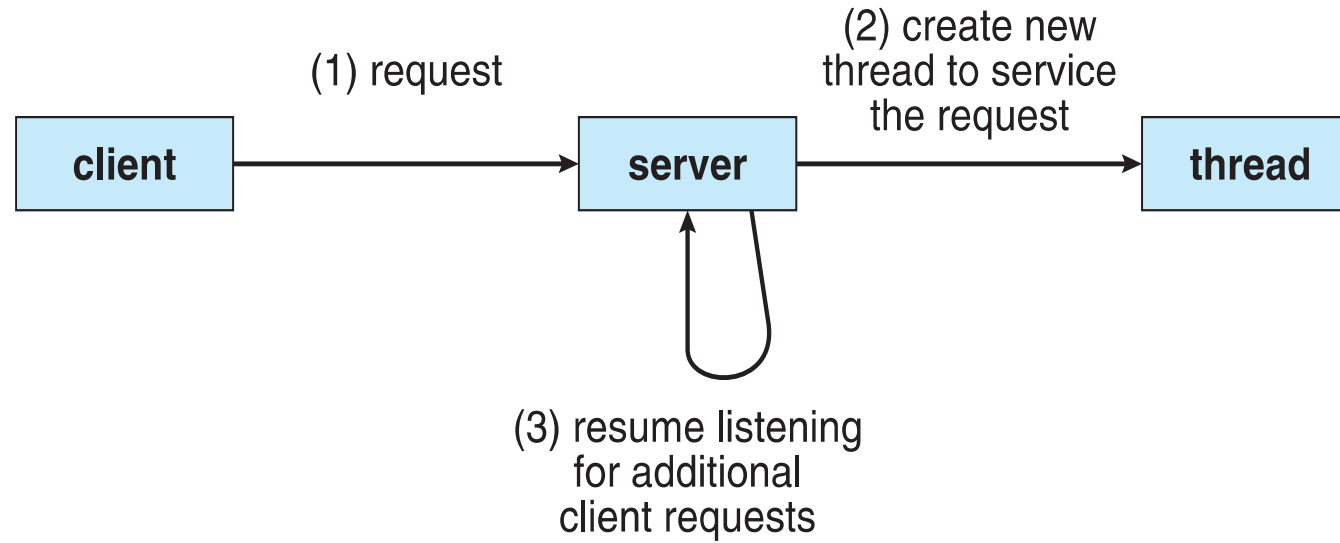 (1) request
(2) create new
thread to service
the request
client
server
thread
(3) resume listening
for additional
client requests